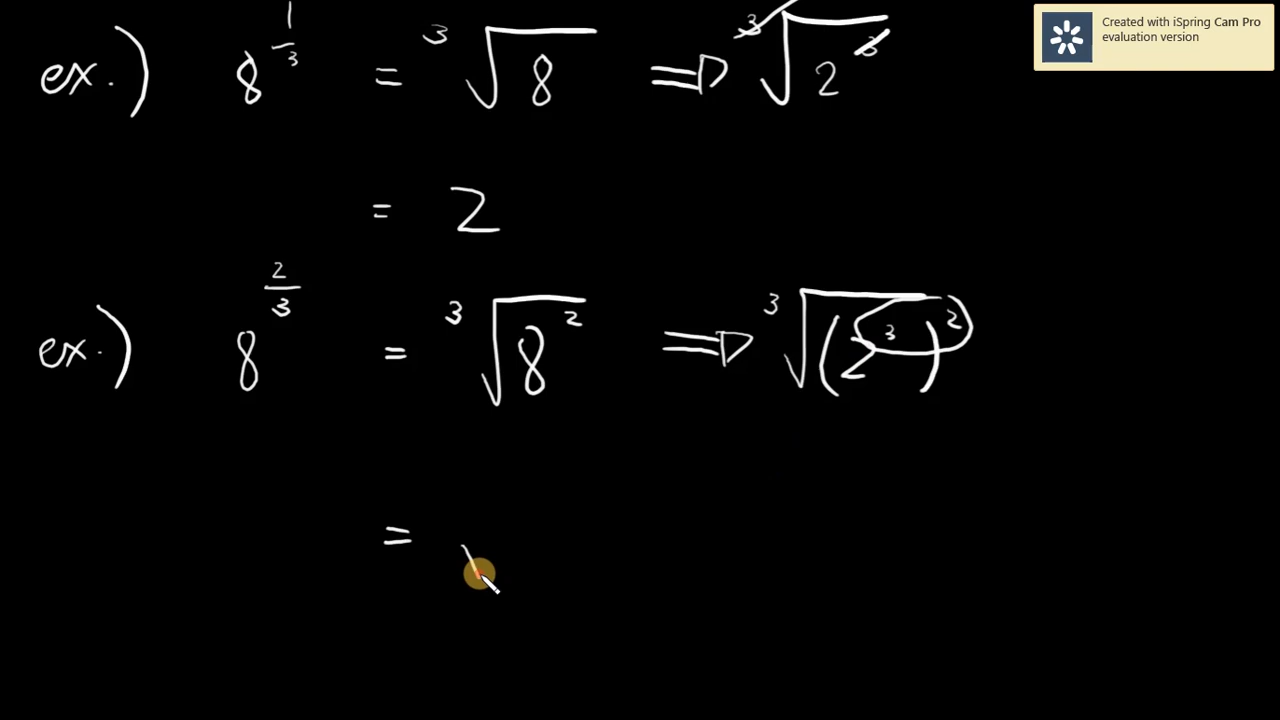 Created with iSpring Cam Pro
evaluation version
ex.) 8^{1/3} = ∛8 ⇒ ∛2³
= 2
ex.) 8^{2/3} = ∛8² ⇒ ∛(2³)²
=